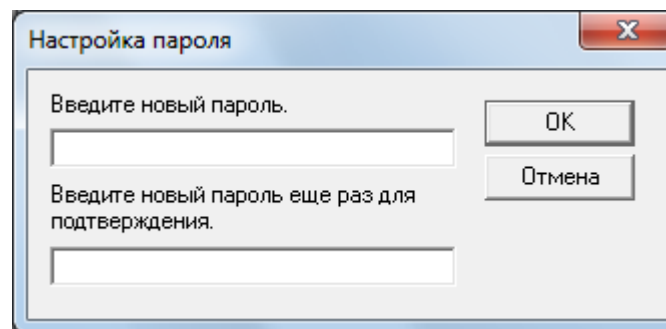 Настройка пароля
Введите новый пароль.
OK
Отмена
Введите новый пароль еще раз для
подтверждения.